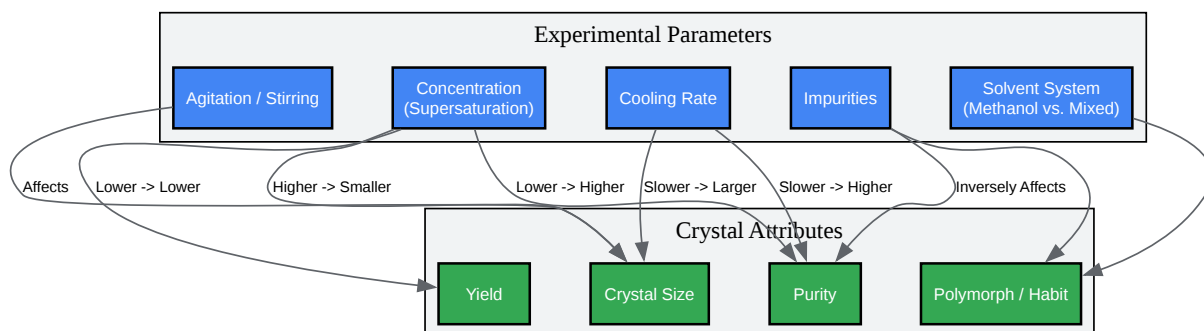 Experimental Parameters
Agitation / Stirring
Concentration
(Supersaturation)
Cooling Rate
Impurities
Solvent System
(Methanol vs. Mixed)
Affects
Lower -> Lower
Higher -> Smaller
Lower -> Higher
Slower -> Larger
Slower -> Higher
Inversely Affects
Crystal Attributes
Yield
Crystal Size
Purity
Polymorph / Habit